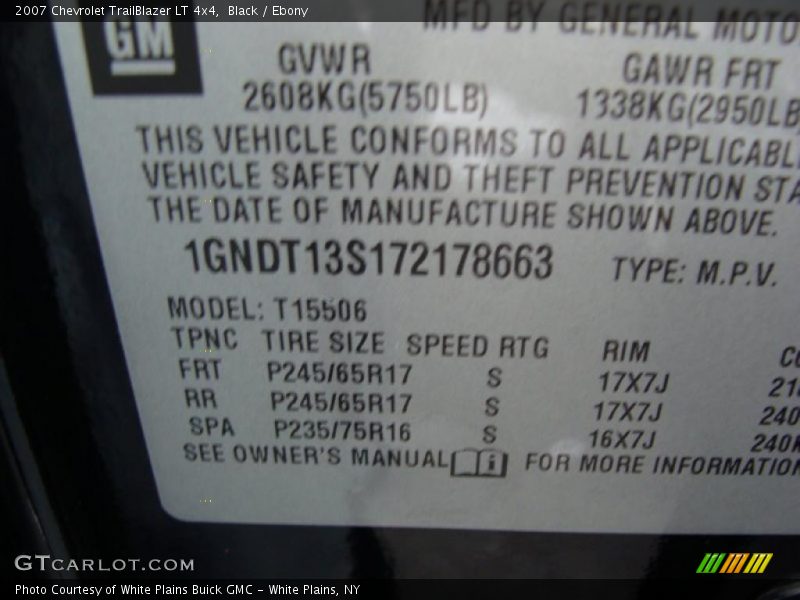 2007 Chevrolet TrailBlazer LT 4x4, Black / Ebony
MFD BY GENERAL MOTO
GM
GVWR GAWR FRT
2608KG(5750LB) 1338KG(2950LB)
THIS VEHICLE CONFORMS TO ALL APPLICABL
VEHICLE SAFETY AND THEFT PREVENTION STA
THE DATE OF MANUFACTURE SHOWN ABOVE.
1GNDT13S172178663 TYPE: M.P.V.
MODEL: T15506
TPNC TIRE SIZE SPEED RTG RIM CO
FRT P245/65R17 S 17X7J 218
RR P245/65R17 S 17X7J 240
SPA P235/75R16 S 16X7J 240K
SEE OWNER'S MANUAL i FOR MORE INFORMATION
GTCARLOT.COM
Photo Courtesy of White Plains Buick GMC - White Plains, NY